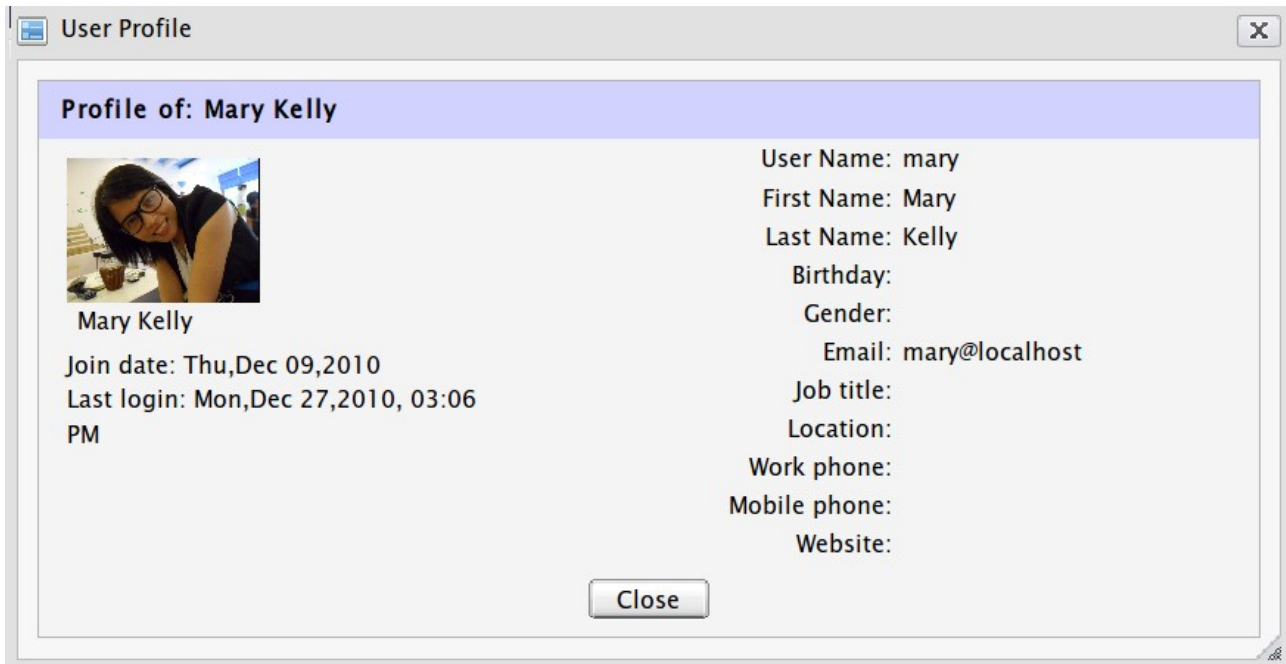 User Profile
Profile of: Mary Kelly
Mary Kelly
Join date: Thu,Dec 09,2010
Last login: Mon,Dec 27,2010, 03:06
PM
User Name: mary
First Name: Mary
Last Name: Kelly
Birthday:
Gender:
Email: mary@localhost
Job title:
Location:
Work phone:
Mobile phone:
Website:
Close